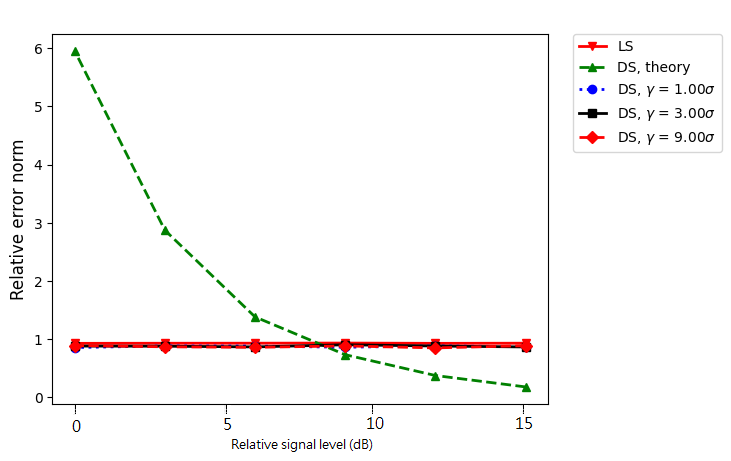 LS
DS, theory
DS, γ = 1.00σ
DS, γ = 3.00σ
DS, γ = 9.00σ
Relative error norm
6
5
4
3
2
1
0
0 5 10 15
Relative signal level (dB)